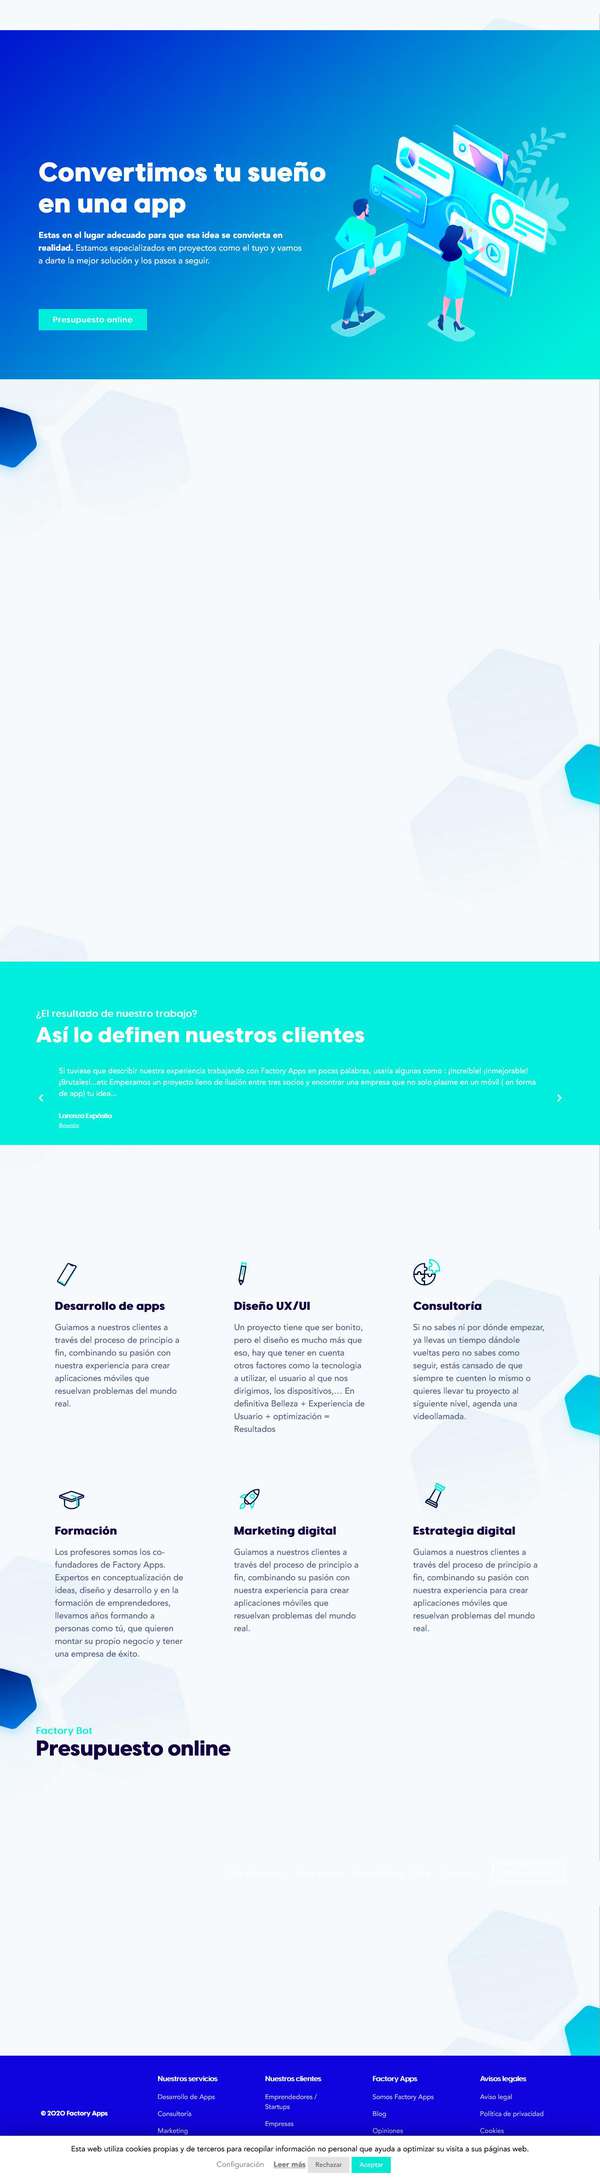 Convertimos tu sueño
en una app
Estas en el lugar adecuado para que esa idea se convierta en
realidad. Estamos especializados en proyectos como el tuyo y vamos
a darte la mejor solución y los pasos a seguir.
Presupuesto online
¿El resultado de nuestro trabajo?
Así lo definen nuestros clientes
Si tuviese que describir nuestra experiencia trabajando con Factory Apps en pocas palabras, usaría algunas como : ¡increíble! ¡inmejorable!
¡Brutales!...etc Empezamos un proyecto lleno de ilusión entre tres socios y encontrar una empresa que no solo plasme en un móvil ( en forma
de app) tu idea...
Lorenzo Expósito
Desarrollo de apps
Guiamos a nuestros clientes a
través del proceso de principio a
fin, combinando su pasión con
nuestra experiencia para crear
aplicaciones móviles que
resuelvan problemas del mundo
real.
Diseño UX/UI
Un proyecto tiene que ser bonito,
pero el diseño es mucho más que
eso, hay que tener en cuenta
otros factores como la tecnología
a utilizar, el usuario al que nos
dirigimos, los dispositivos,... En
definitiva Belleza + Experiencia de
Usuario + optimización =
Resultados
Consultoría
Si no sabes ni por dónde empezar,
ya llevas un tiempo dándole
vueltas pero no sabes como
seguir, estás cansado de que
siempre te cuenten lo mismo o
quieres llevar tu proyecto al
siguiente nivel, agenda una
videollamada.
Formación
Los profesores somos los co-
fundadores de Factory Apps.
Expertos en conceptualización de
ideas, diseño y desarrollo y en la
formación de emprendedores,
llevamos años formando a
personas como tú, que quieren
montar su propio negocio y tener
una empresa de éxito.
Marketing digital
Guiamos a nuestros clientes a
través del proceso de principio a
fin, combinando su pasión con
nuestra experiencia para crear
aplicaciones móviles que
resuelvan problemas del mundo
real.
Estrategia digital
Guiamos a nuestros clientes a
través del proceso de principio a
fin, combinando su pasión con
nuestra experiencia para crear
aplicaciones móviles que
resuelvan problemas del mundo
real.
Factory Bot
Presupuesto online
© 2020 Factory Apps
Nuestros servicios
Desarrollo de Apps
Consultoría
Marketing
Nuestros clientes
Emprendedores /
Startups
Empresas
Factory Apps
Somos Factory Apps
Blog
Opiniones
Avisos legales
Aviso legal
Política de privacidad
Cookies
Esta web utiliza cookies propias y de terceros para recopilar información no personal que ayuda a optimizar su visita a sus páginas web.
Configuración Leer más Rechazar Aceptar